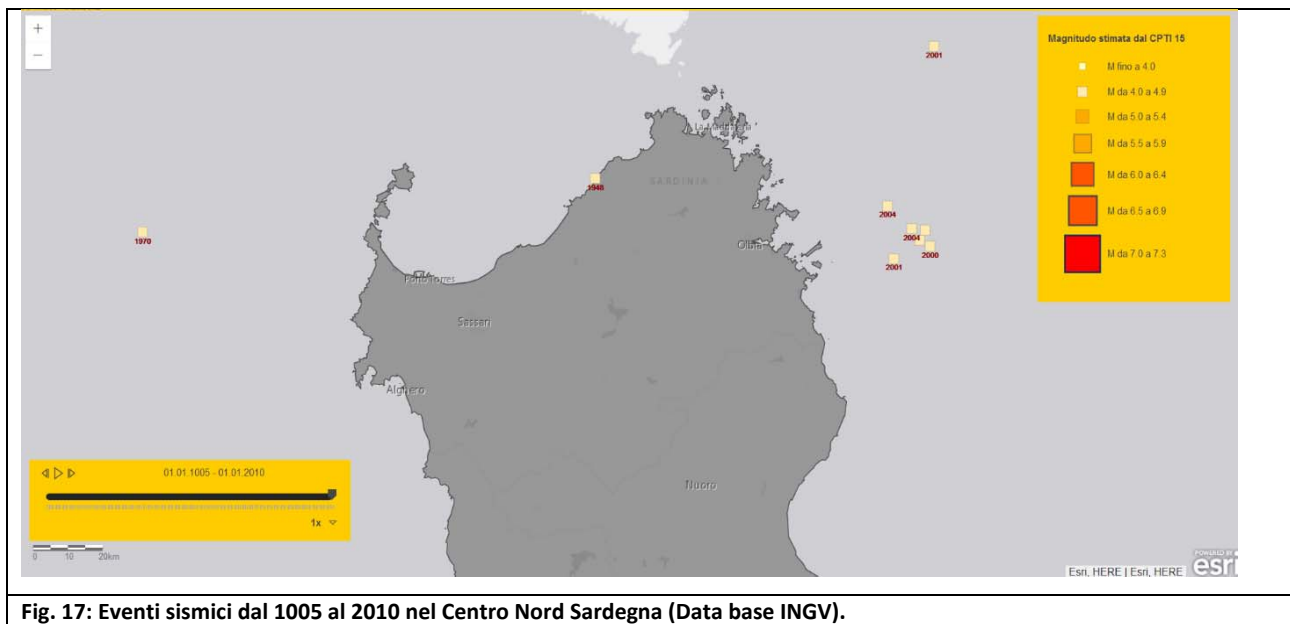 +
−
2001
Magnitudo stimata dal CPTI 15
M fino a 4.0
M da 4.0 a 4.9
M da 5.0 a 5.4
M da 5.5 a 5.9
M da 6.0 a 6.4
M da 6.5 a 6.9
M da 7.0 a 7.3
La Maddalena
1948
SARDINIA
2004
1970
2004
Olbia
2000
2001
Porto Torres
Sassari
Alghero
01.01.1005 - 01.01.2010
Nuoro
1x
0 10 20km
POWERED BY
esri
Esri, HERE | Esri, HERE
Fig. 17: Eventi sismici dal 1005 al 2010 nel Centro Nord Sardegna (Data base INGV).